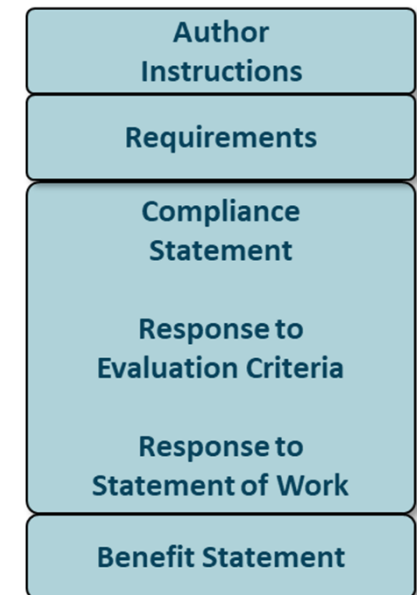 Author
Instructions
Requirements
Compliance
Statement
Response to
Evaluation Criteria
Response to
Statement of Work
Benefit Statement